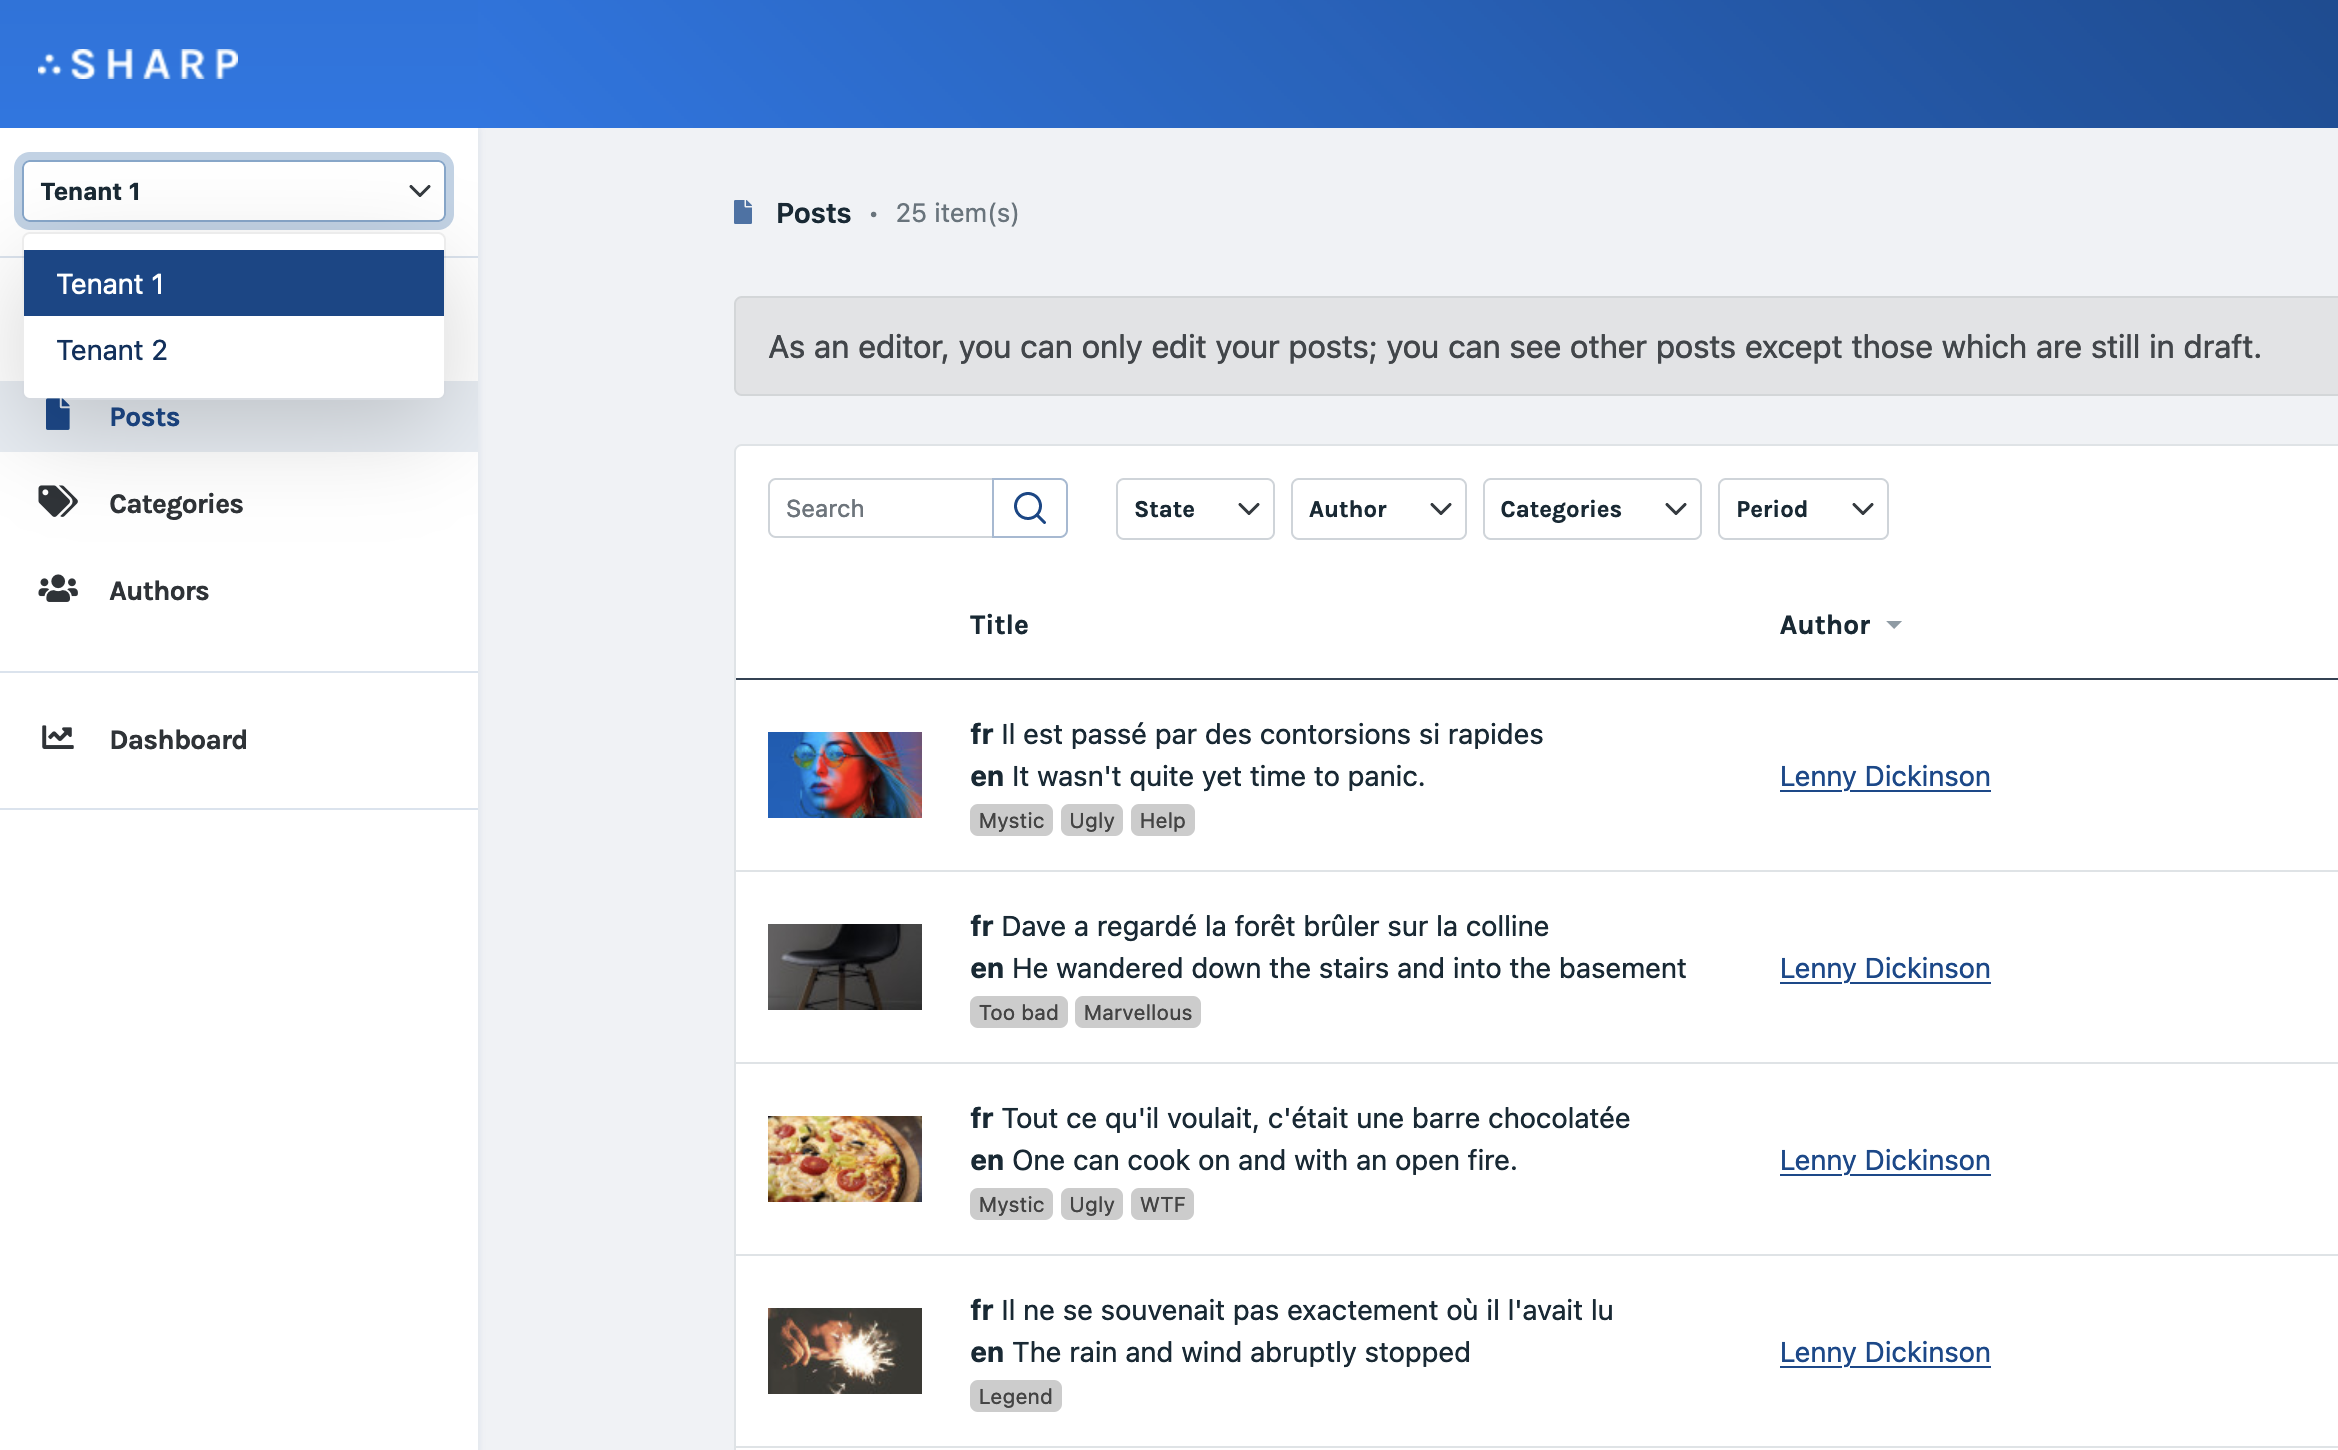 SHARP
Tenant 1
Tenant 1
Tenant 2
Posts
Categories
Authors
Dashboard
Posts • 25 item(s)
As an editor, you can only edit your posts; you can see other posts except those which are still in draft.
Search State Author Categories Period
Title Author
fr Il est passé par des contorsions si rapides
en It wasn't quite yet time to panic.
Lenny Dickinson
Mystic Ugly Help
fr Dave a regardé la forêt brûler sur la colline
en He wandered down the stairs and into the basement
Lenny Dickinson
Too bad Marvellous
fr Tout ce qu'il voulait, c'était une barre chocolatée
en One can cook on and with an open fire.
Lenny Dickinson
Mystic Ugly WTF
fr Il ne se souvenait pas exactement où il l'avait lu
en The rain and wind abruptly stopped
Lenny Dickinson
Legend